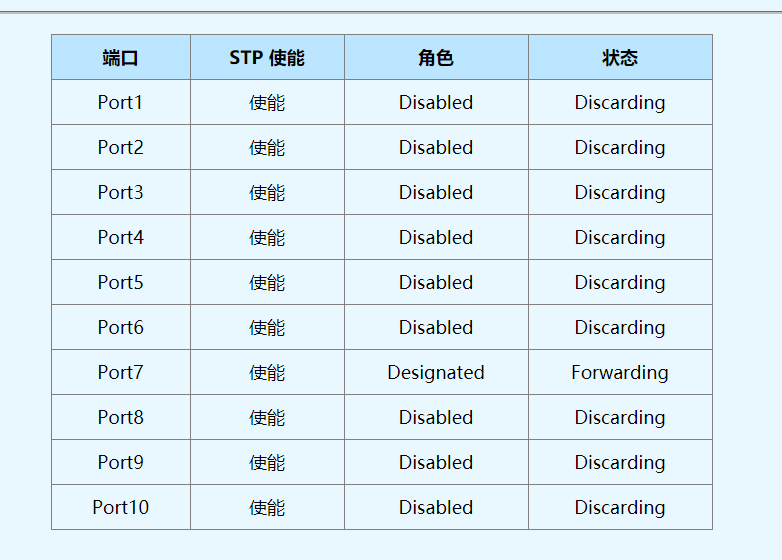 端口 STP 使能 角色 状态
Port1 使能 Disabled Discarding
Port2 使能 Disabled Discarding
Port3 使能 Disabled Discarding
Port4 使能 Disabled Discarding
Port5 使能 Disabled Discarding
Port6 使能 Disabled Discarding
Port7 使能 Designated Forwarding
Port8 使能 Disabled Discarding
Port9 使能 Disabled Discarding
Port10 使能 Disabled Discarding